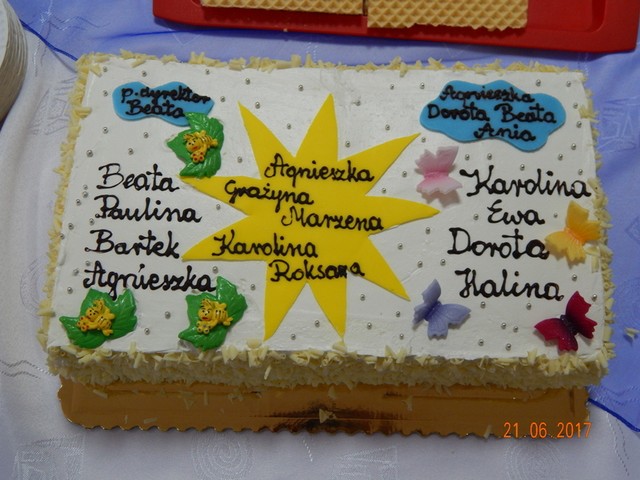 P. dyrektor
Beata
Agnieszka
Dorota Beata
Ania
Beata
Paulina
Bartek
Agnieszka
Agnieszka
Grażyna
Marzena
Karolina
Roksana
Karolina
Ewa
Dorota
Halina
21.06.2017